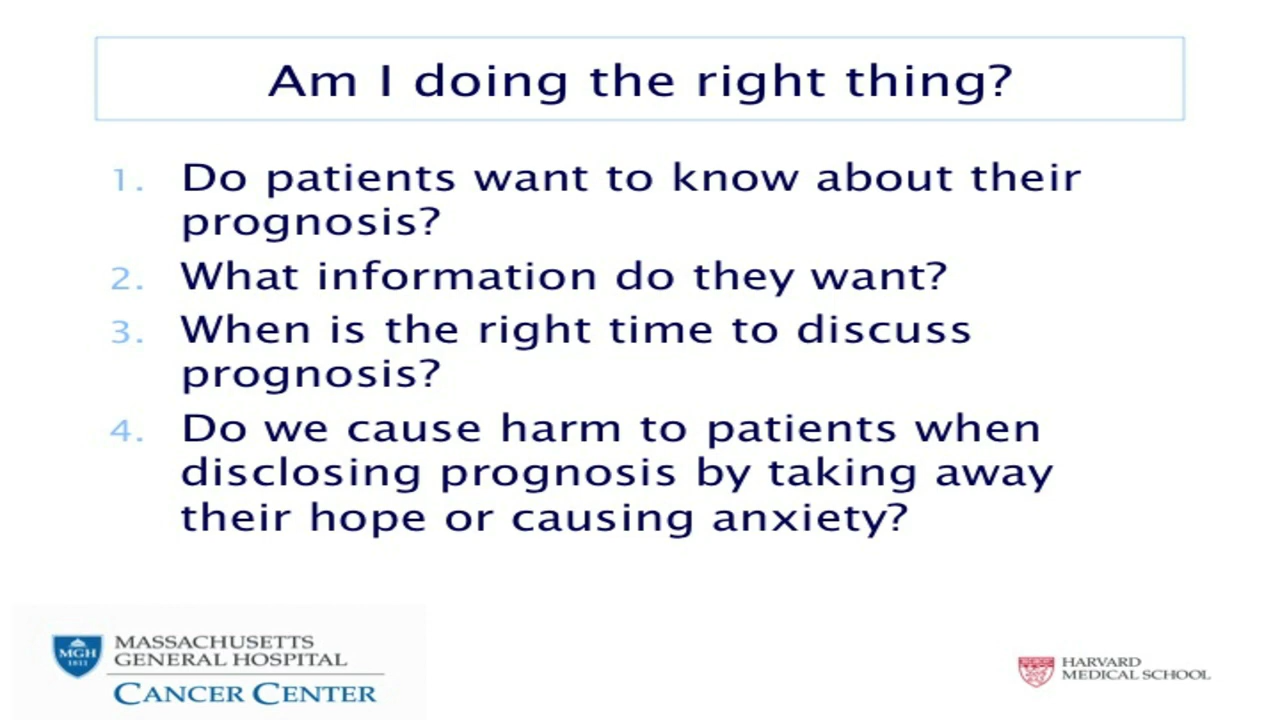 Am I doing the right thing?
1. Do patients want to know about their
prognosis?
2. What information do they want?
3. When is the right time to discuss
prognosis?
4. Do we cause harm to patients when
disclosing prognosis by taking away
their hope or causing anxiety?
MGH
1811
MASSACHUSETTS
GENERAL HOSPITAL
CANCER CENTER
HARVARD
MEDICAL SCHOOL